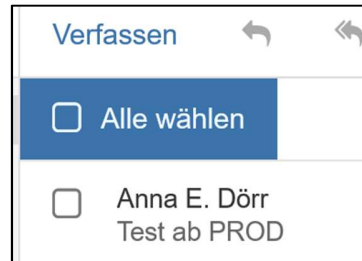 Verfassen
Alle wählen
Anna E. Dörr
Test ab PROD